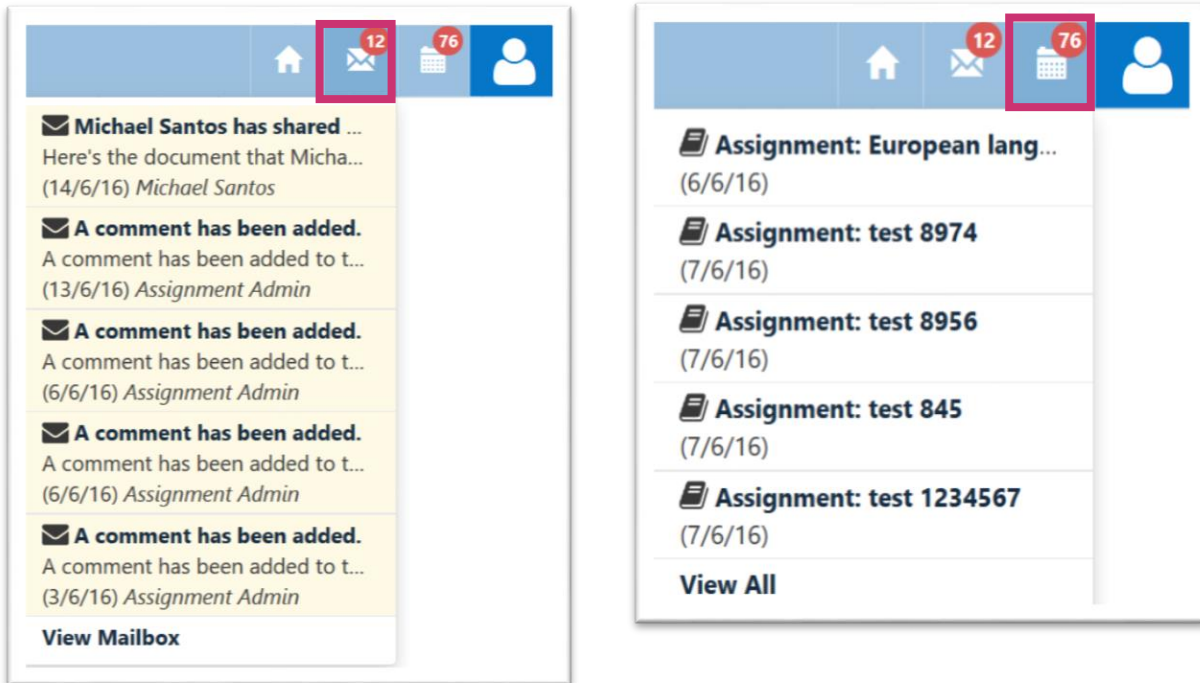 12
76
Michael Santos has shared ...
Here's the document that Micha...
(14/6/16) Michael Santos
A comment has been added.
A comment has been added to t...
(13/6/16) Assignment Admin
A comment has been added.
A comment has been added to t...
(6/6/16) Assignment Admin
A comment has been added.
A comment has been added to t...
(6/6/16) Assignment Admin
A comment has been added.
A comment has been added to t...
(3/6/16) Assignment Admin
View Mailbox
12
76
Assignment: European lang...
(6/6/16)
Assignment: test 8974
(7/6/16)
Assignment: test 8956
(7/6/16)
Assignment: test 845
(7/6/16)
Assignment: test 1234567
(7/6/16)
View All